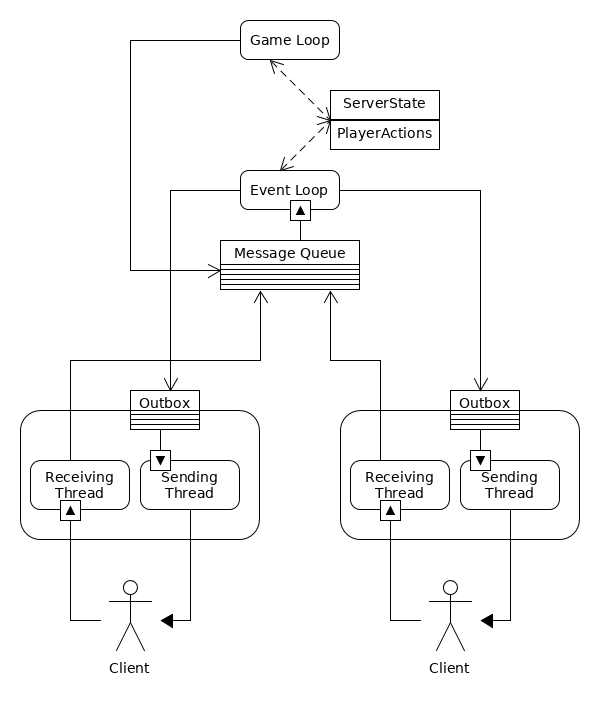 Game Loop
ServerState
PlayerActions
Event Loop
Message Queue
Outbox
Outbox
Receiving
Thread
Sending
Thread
Receiving
Thread
Sending
Thread
Client
Client